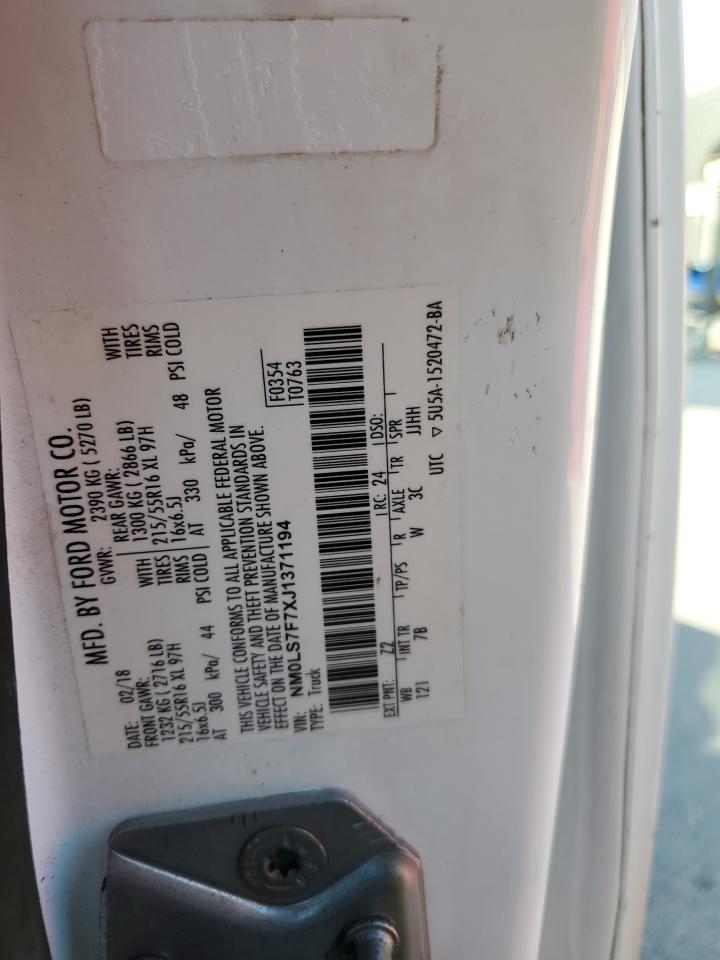 MFD. BY FORD MOTOR CO.
DATE: 02/18 GVWR: 2390 KG ( 5270 LB)
FRONT GAWR: REAR GAWR:
1232 KG ( 2716 LB) WITH 1300 KG ( 2866 LB) WITH
215/55R16 XL 97H TIRES 215/55R16 XL 97H TIRES
16x6.5J RIMS 16x6.5J RIMS
AT 300 kPa/ 44 PSI COLD AT 330 kPa/ 48 PSI COLD
THIS VEHICLE CONFORMS TO ALL APPLICABLE FEDERAL MOTOR
VEHICLE SAFETY AND THEFT PREVENTION STANDARDS IN
EFFECT ON THE DATE OF MANUFACTURE SHOWN ABOVE.
VIN: NM0LS7F7XJ1371194 F0354
TYPE: Truck T0763
EXT PNT: Z2 RC: 24 DSO:
WB INT TR TP/PS R AXLE TR SPR
121 7B W 3C JJHH
UTC ▽ 5U5A-1520472-BA